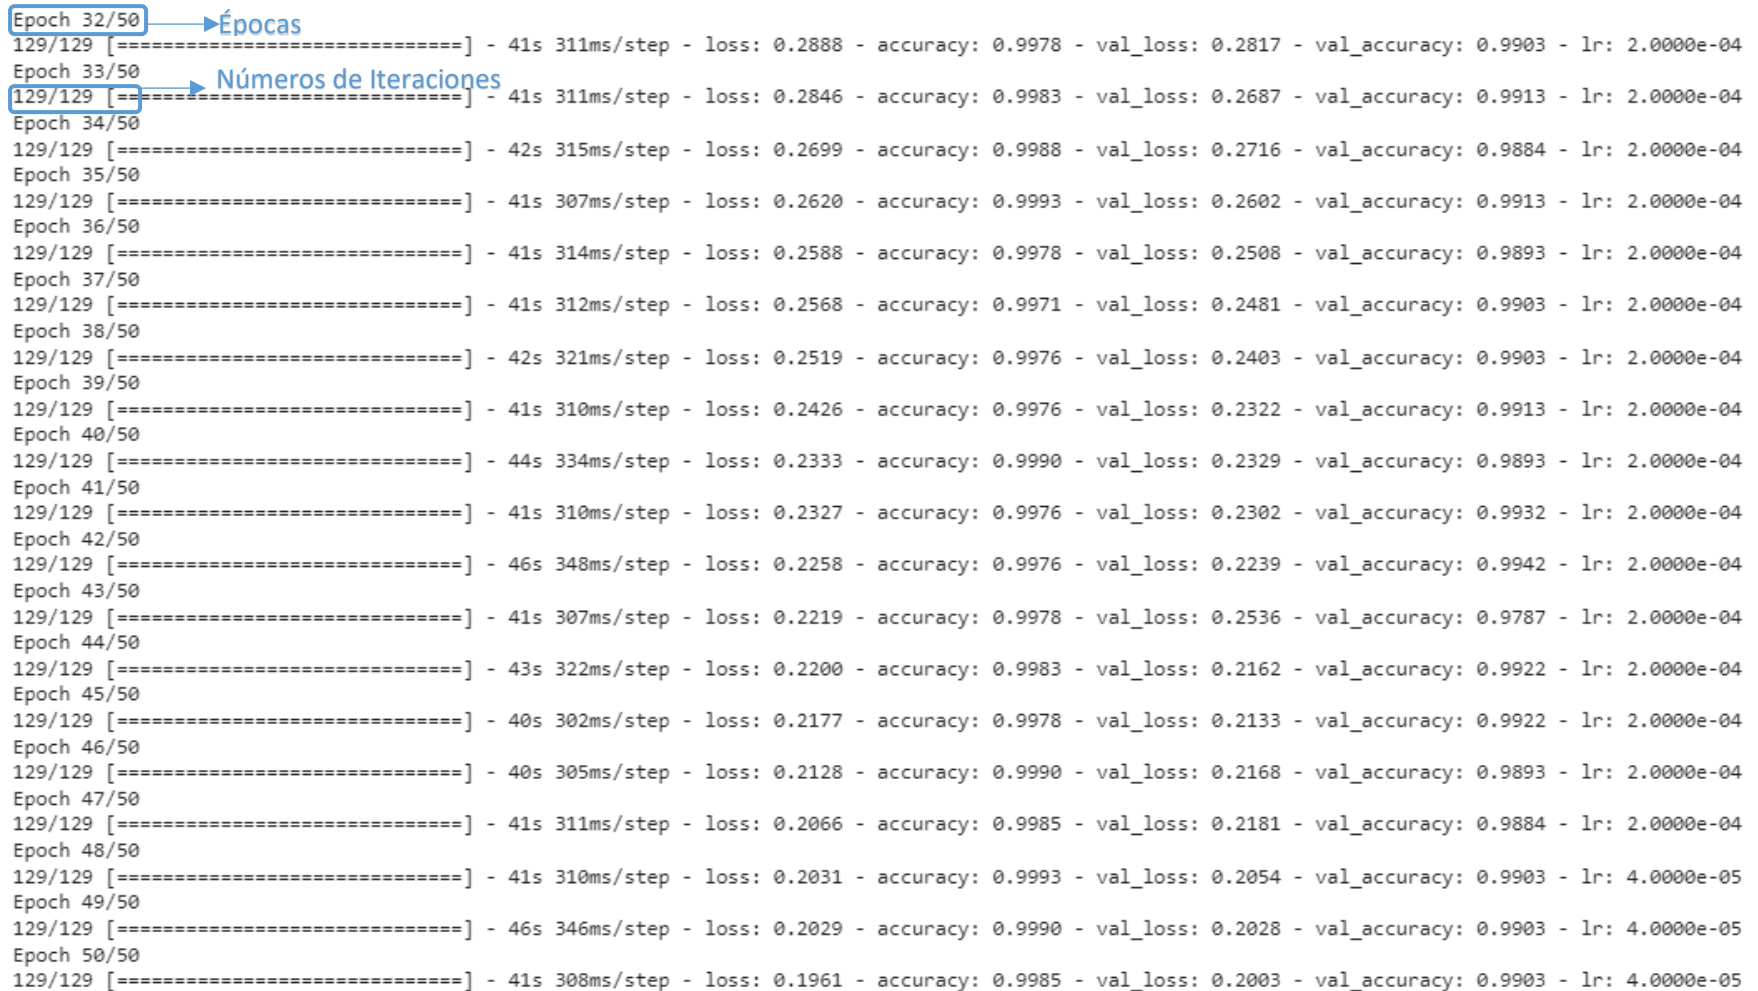 Epoch 32/50
Épocas
129/129 [==============================] - 41s 311ms/step - loss: 0.2888 - accuracy: 0.9978 - val_loss: 0.2817 - val_accuracy: 0.9903 - lr: 2.0000e-04
Epoch 33/50
Números de Iteraciones
129/129 [==============================] - 41s 311ms/step - loss: 0.2846 - accuracy: 0.9983 - val_loss: 0.2687 - val_accuracy: 0.9913 - lr: 2.0000e-04
Epoch 34/50
129/129 [==============================] - 42s 315ms/step - loss: 0.2699 - accuracy: 0.9988 - val_loss: 0.2716 - val_accuracy: 0.9884 - lr: 2.0000e-04
Epoch 35/50
129/129 [==============================] - 41s 307ms/step - loss: 0.2620 - accuracy: 0.9993 - val_loss: 0.2602 - val_accuracy: 0.9913 - lr: 2.0000e-04
Epoch 36/50
129/129 [==============================] - 41s 314ms/step - loss: 0.2588 - accuracy: 0.9978 - val_loss: 0.2508 - val_accuracy: 0.9893 - lr: 2.0000e-04
Epoch 37/50
129/129 [==============================] - 41s 312ms/step - loss: 0.2568 - accuracy: 0.9971 - val_loss: 0.2481 - val_accuracy: 0.9903 - lr: 2.0000e-04
Epoch 38/50
129/129 [==============================] - 42s 321ms/step - loss: 0.2519 - accuracy: 0.9976 - val_loss: 0.2403 - val_accuracy: 0.9903 - lr: 2.0000e-04
Epoch 39/50
129/129 [==============================] - 41s 310ms/step - loss: 0.2426 - accuracy: 0.9976 - val_loss: 0.2322 - val_accuracy: 0.9913 - lr: 2.0000e-04
Epoch 40/50
129/129 [==============================] - 44s 334ms/step - loss: 0.2333 - accuracy: 0.9990 - val_loss: 0.2329 - val_accuracy: 0.9893 - lr: 2.0000e-04
Epoch 41/50
129/129 [==============================] - 41s 310ms/step - loss: 0.2327 - accuracy: 0.9976 - val_loss: 0.2302 - val_accuracy: 0.9932 - lr: 2.0000e-04
Epoch 42/50
129/129 [==============================] - 46s 348ms/step - loss: 0.2258 - accuracy: 0.9976 - val_loss: 0.2239 - val_accuracy: 0.9942 - lr: 2.0000e-04
Epoch 43/50
129/129 [==============================] - 41s 307ms/step - loss: 0.2219 - accuracy: 0.9978 - val_loss: 0.2536 - val_accuracy: 0.9787 - lr: 2.0000e-04
Epoch 44/50
129/129 [==============================] - 43s 322ms/step - loss: 0.2200 - accuracy: 0.9983 - val_loss: 0.2162 - val_accuracy: 0.9922 - lr: 2.0000e-04
Epoch 45/50
129/129 [==============================] - 40s 302ms/step - loss: 0.2177 - accuracy: 0.9978 - val_loss: 0.2133 - val_accuracy: 0.9922 - lr: 2.0000e-04
Epoch 46/50
129/129 [==============================] - 40s 305ms/step - loss: 0.2128 - accuracy: 0.9990 - val_loss: 0.2168 - val_accuracy: 0.9893 - lr: 2.0000e-04
Epoch 47/50
129/129 [==============================] - 41s 311ms/step - loss: 0.2066 - accuracy: 0.9985 - val_loss: 0.2181 - val_accuracy: 0.9884 - lr: 2.0000e-04
Epoch 48/50
129/129 [==============================] - 41s 310ms/step - loss: 0.2031 - accuracy: 0.9993 - val_loss: 0.2054 - val_accuracy: 0.9903 - lr: 4.0000e-05
Epoch 49/50
129/129 [==============================] - 46s 346ms/step - loss: 0.2029 - accuracy: 0.9990 - val_loss: 0.2028 - val_accuracy: 0.9903 - lr: 4.0000e-05
Epoch 50/50
129/129 [==============================] - 41s 308ms/step - loss: 0.1961 - accuracy: 0.9985 - val_loss: 0.2003 - val_accuracy: 0.9903 - lr: 4.0000e-05